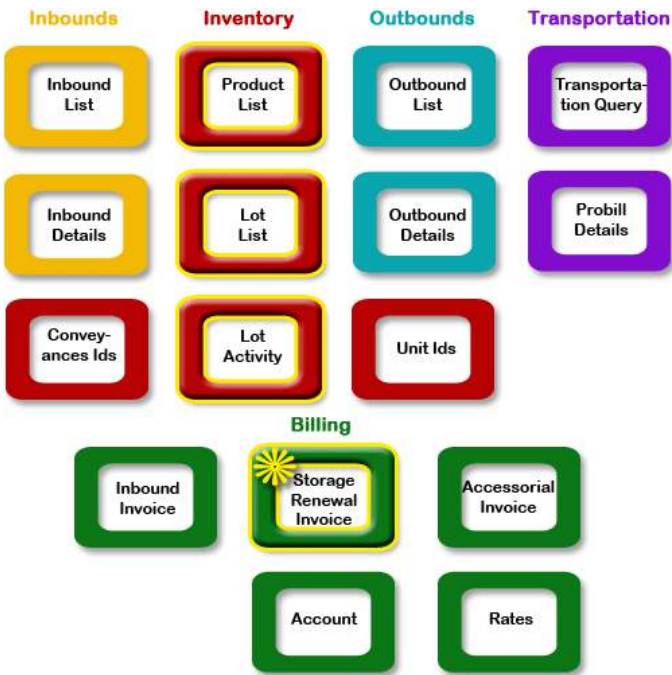 Inbounds
Inventory
Outbounds
Transportation
Inbound
List
Product
List
Outbound
List
Transporta-
tion Query
Inbound
Details
Lot
List
Outbound
Details
Probill
Details
Convey-
ances Ids
Lot
Activity
Unit Ids
Billing
Inbound
Invoice
Storage
Renewal
Invoice
Accessorial
Invoice
Account
Rates